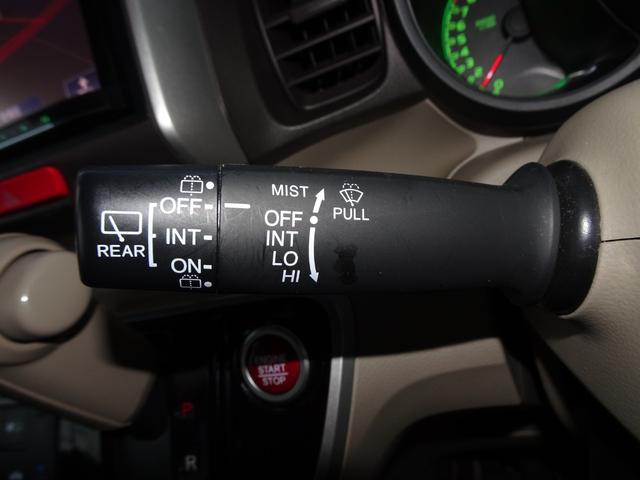 MIST
OFF
OFF
PULL
REAR
INT
INT
ON
LO
HI
ENGINE
START
STOP
P
R